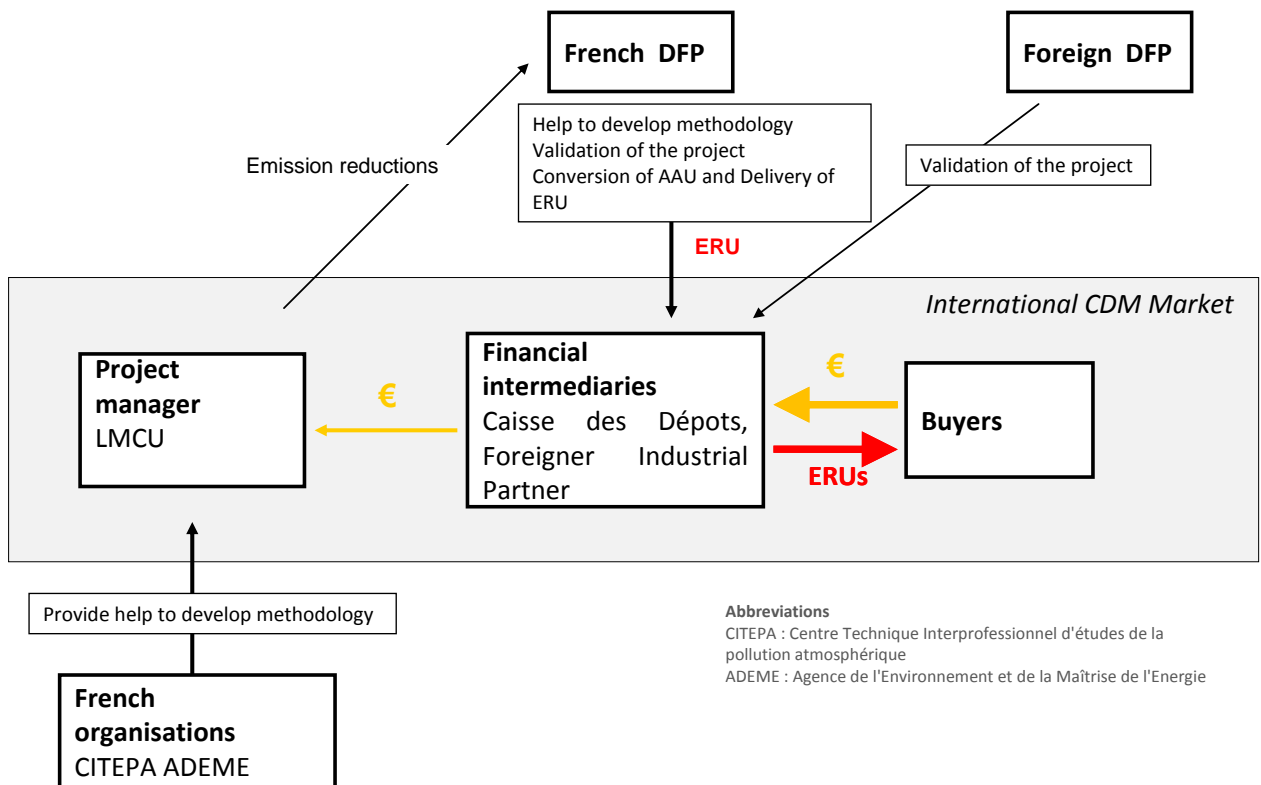 French DFP
Foreign DFP
Help to develop methodology
Validation of the project
Conversion of AAU and Delivery of
ERU
Emission reductions
Validation of the project
ERU
International CDM Market
Project
manager
LMCU
€
Financial
intermediaries
Caisse des Dépots,
Foreigner Industrial
Partner
€
ERUs
Buyers
Provide help to develop methodology
Abbreviations
CITEPA : Centre Technique Interprofessionnel d'études de la
pollution atmosphérique
ADEME : Agence de l'Environnement et de la Maîtrise de l'Energie
French
organisations
CITEPA ADEME